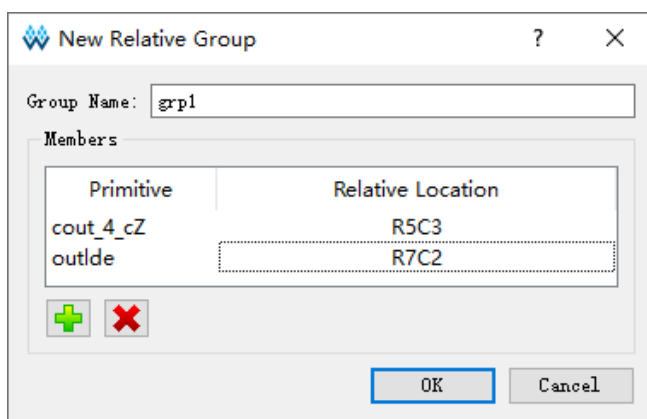 New Relative Group ?
Group Name: grp1
Members
Primitive Relative Location
cout_4_cZ R5C3
outlde R7C2
OK Cancel